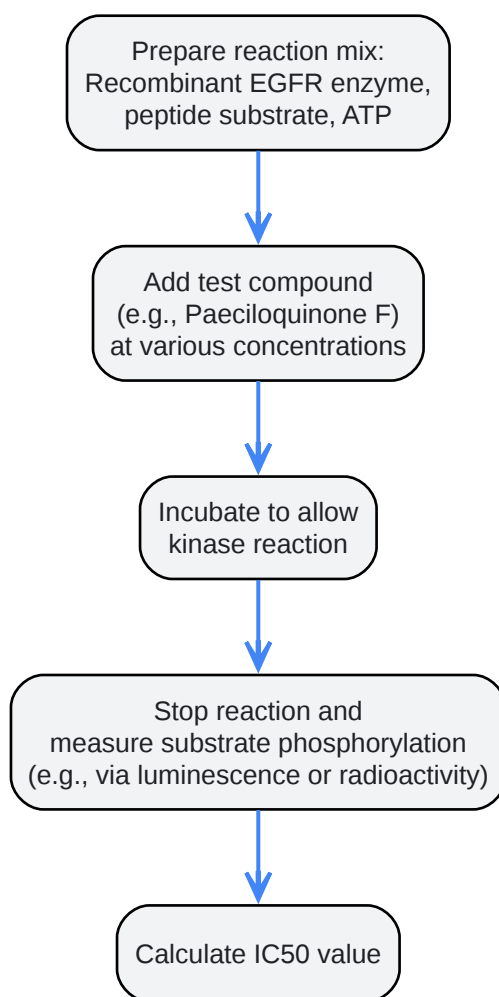 Prepare reaction mix:
Recombinant EGFR enzyme,
peptide substrate, ATP
Add test compound
(e.g., Paeciloquinone F)
at various concentrations
Incubate to allow
kinase reaction
Stop reaction and
measure substrate phosphorylation
(e.g., via luminescence or radioactivity)
Calculate IC50 value